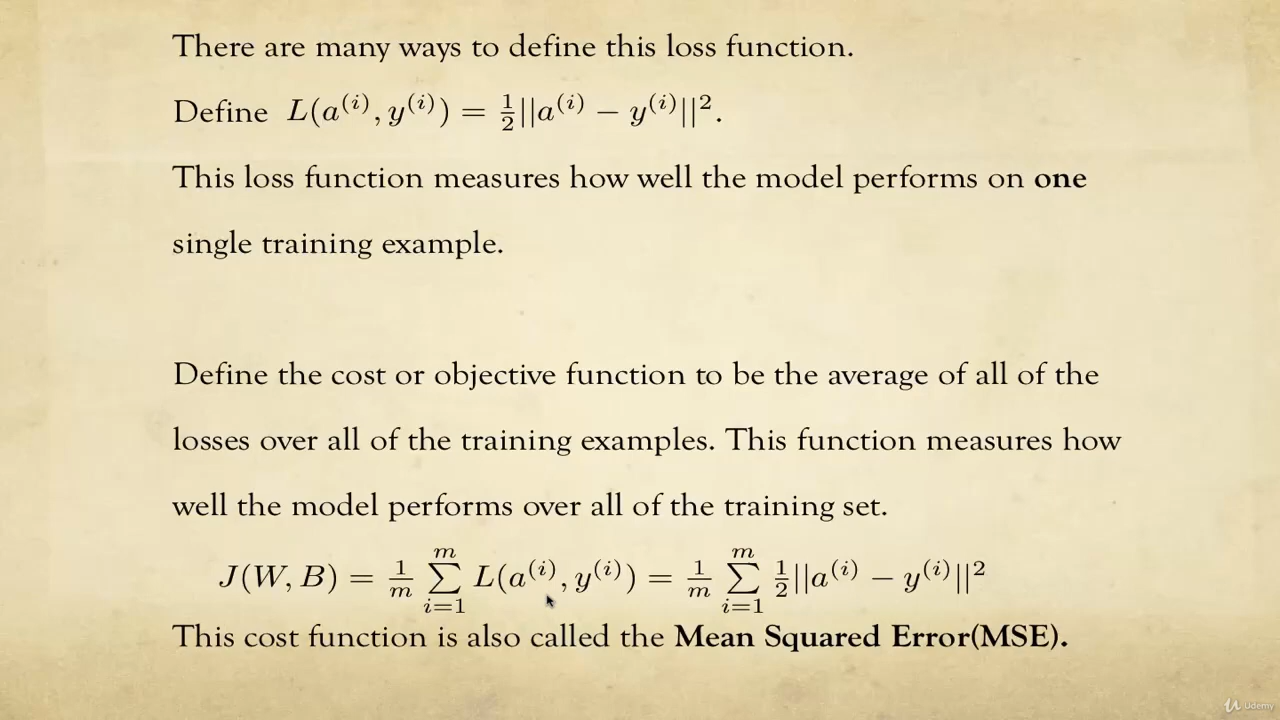 There are many ways to define this loss function.
Define L(a^(i), y^(i)) = 1/2||a^(i) − y^(i)||^2.
This loss function measures how well the model performs on one
single training example.
Define the cost or objective function to be the average of all of the
losses over all of the training examples. This function measures how
well the model performs over all of the training set.
J(W, B) = 1/m ∑_{i=1}^{m} L(a^(i), y^(i)) = 1/m ∑_{i=1}^{m} 1/2||a^(i) − y^(i)||^2
This cost function is also called the Mean Squared Error(MSE).
Udemy